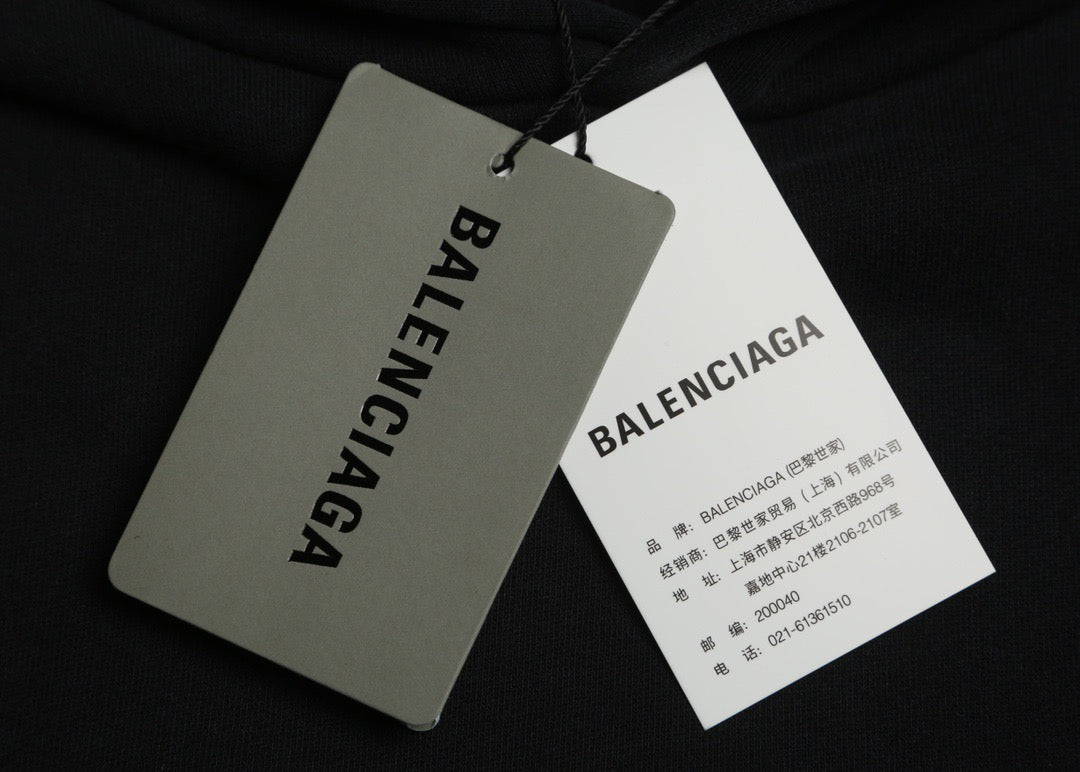 BALENCIAGA
BALENCIAGA
品 牌： BALENCIAGA (巴黎世家)
经销商： 巴黎世家贸易（上海）有限公司
地 址： 上海市静安区北京西路968号
嘉地中心21楼2106-2107室
邮 编： 200040
电 话： 021-61361510